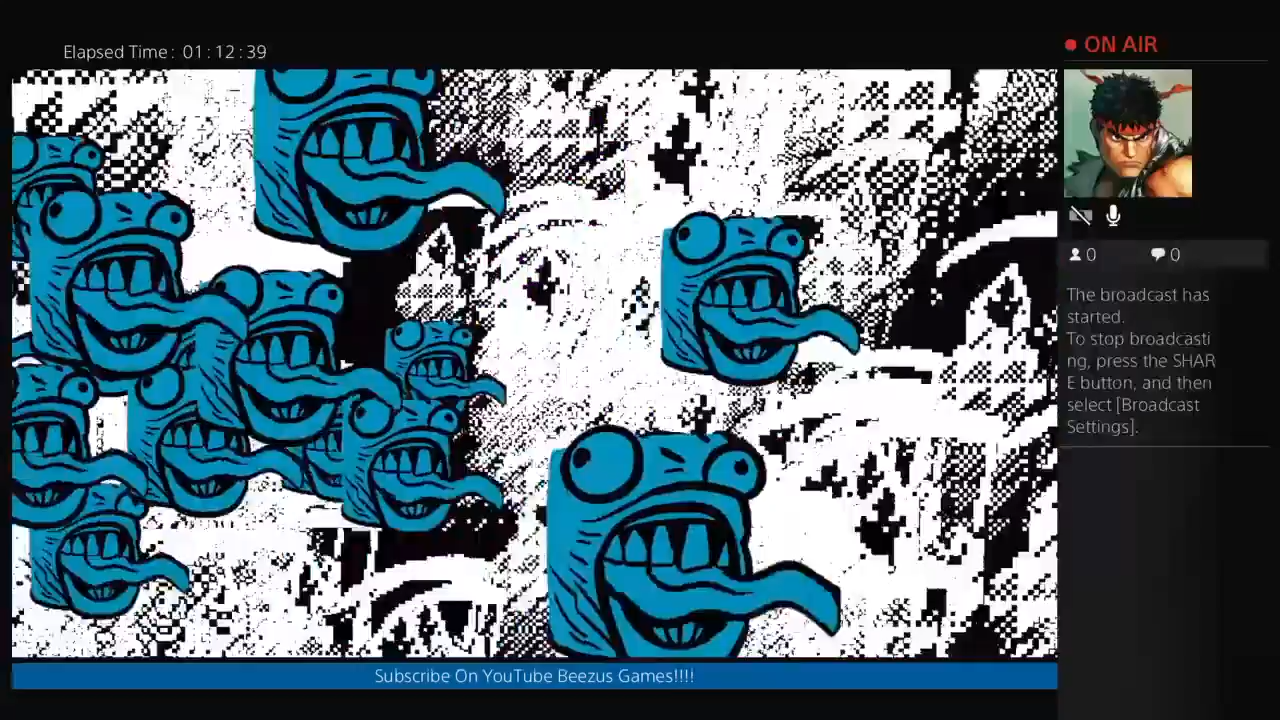 Elapsed Time: 01:12:39
ON AIR
0 0
The broadcast has
started.
To stop broadcasti
ng, press the SHAR
E button, and then
select [Broadcast
Settings].
Subscribe On YouTube Beezus Games!!!!